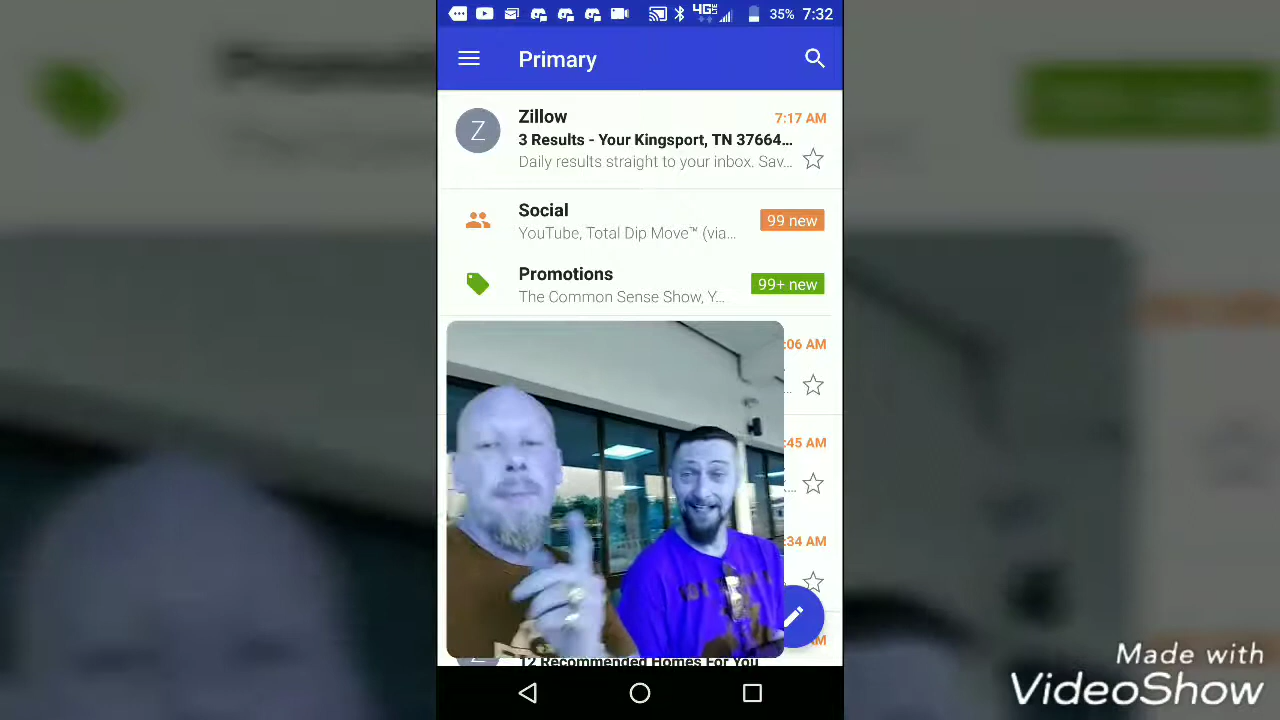 35% 7:32
Primary
Z
Zillow
7:17 AM
3 Results - Your Kingsport, TN 37664...
Daily results straight to your inbox. Sav...
Social
99 new
YouTube, Total Dip Move™ (via...
Promotions
99+ new
The Common Sense Show, Y...
:06 AM
:45 AM
:34 AM
12 Recommended Homes For You
Made with
VideoShow